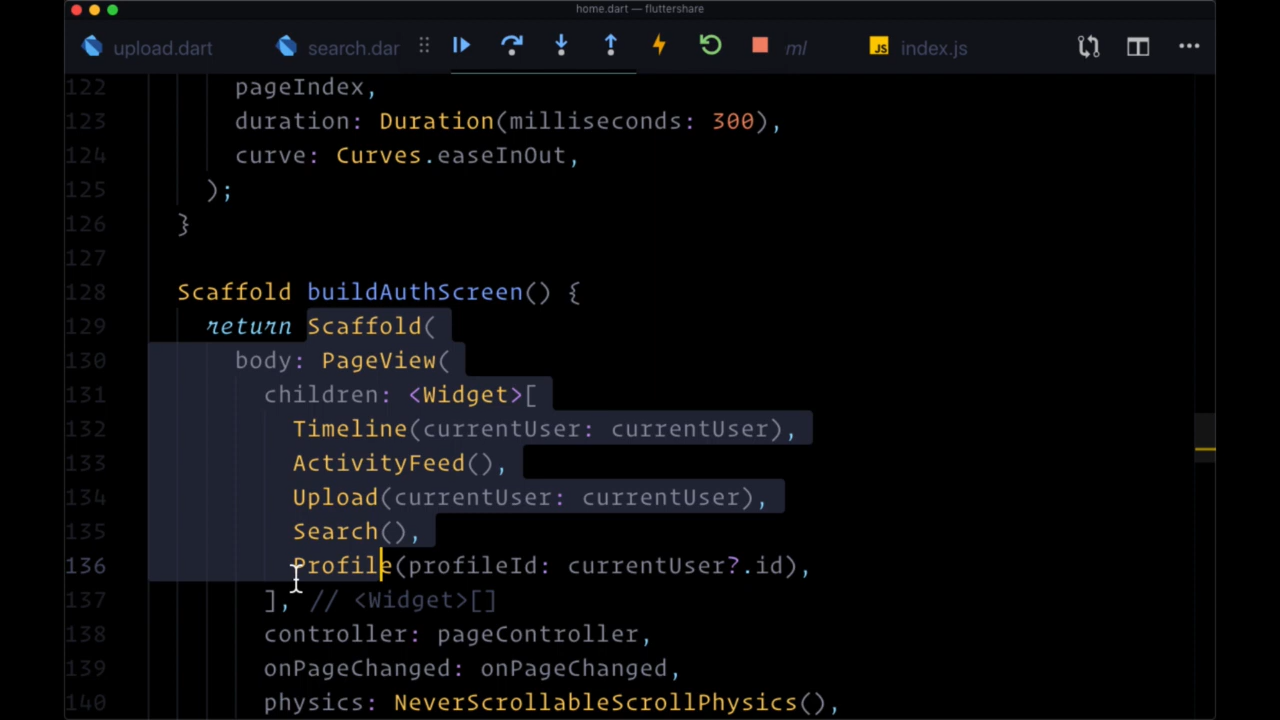 home.dart — fluttershare
upload.dart search.dar ml JS index.js
122 pageIndex,
123 duration: Duration(milliseconds: 300),
124 curve: Curves.easeInOut,
125 );
126 }
127
128 Scaffold buildAuthScreen() {
129 return Scaffold(
130 body: PageView(
131 children: <Widget>[
132 Timeline(currentUser: currentUser),
133 ActivityFeed(),
134 Upload(currentUser: currentUser),
135 Search(),
136 Profile(profileId: currentUser?.id),
137 ], // <Widget>[]
138 controller: pageController,
139 onPageChanged: onPageChanged,
140 physics: NeverScrollableScrollPhysics(),